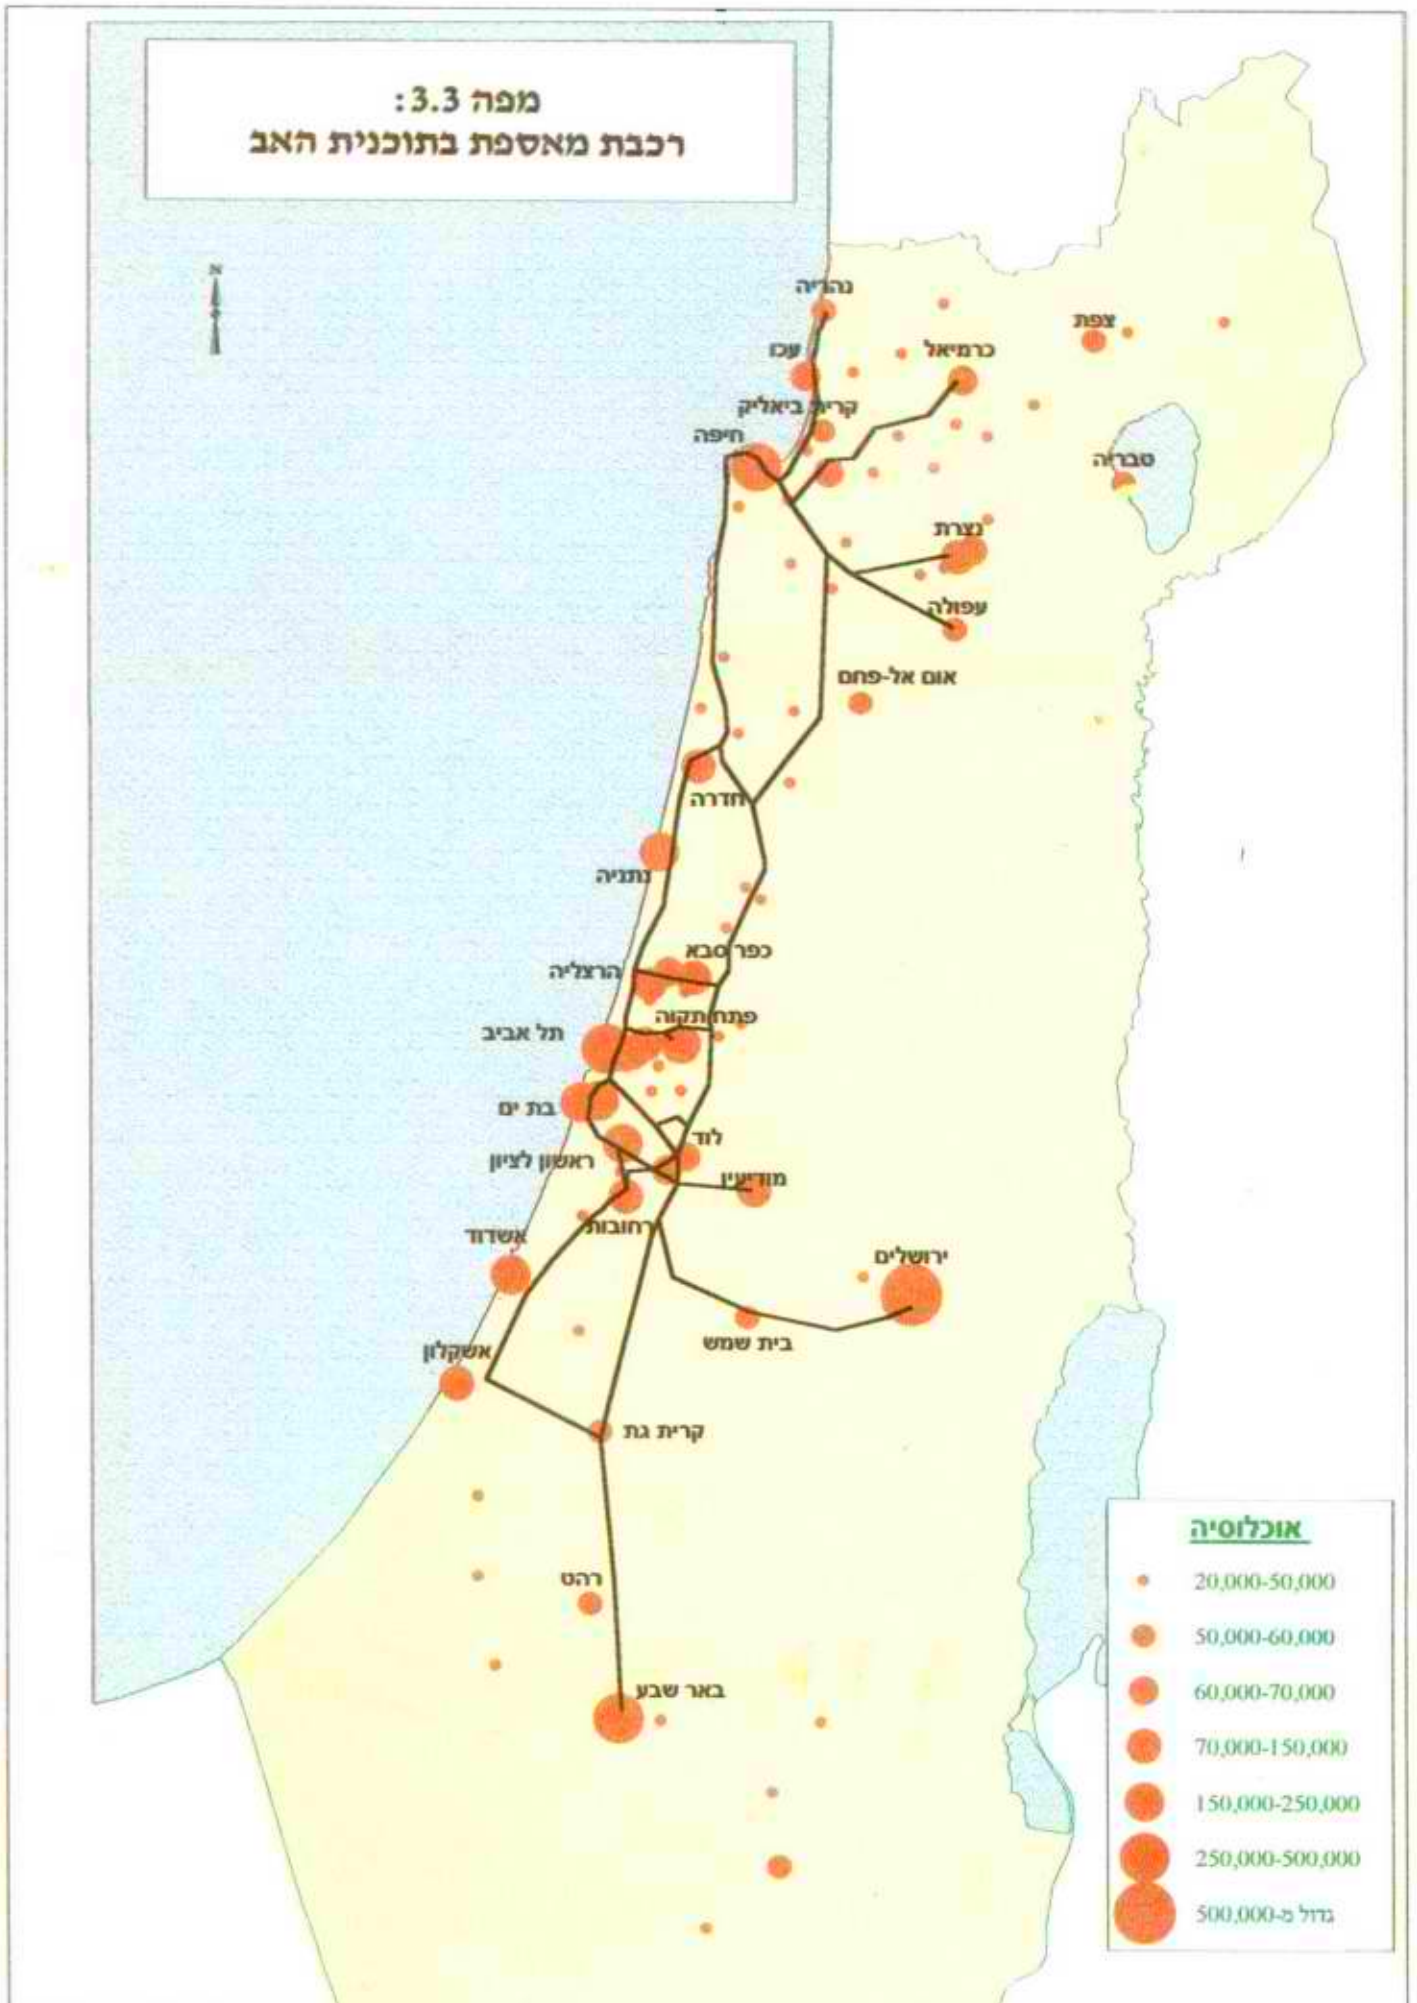 מפה 3.3:
רכבת מאספת בתוכנית האב
N
נהריה
צפת
עכו
כרמיאל
קרית ביאליק
חיפה
טבריה
נצרת
עפולה
אום אל-פחם
חדרה
נתניה
כפר סבא
הרצליה
פתח תקוה
תל אביב
בת ים
לוד
ראשון לציון
מודיעין
רחובות
אשדוד
ירושלים
בית שמש
אשקלון
קרית גת
רהט
באר שבע
אוכלוסיה
20,000-50,000
50,000-60,000
60,000-70,000
70,000-150,000
150,000-250,000
250,000-500,000
גדול מ-500,000